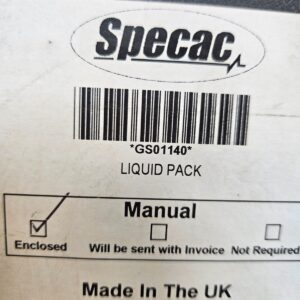 Specac
*GS01140*
LIQUID PACK
Manual
Enclosed Will be sent with Invoice Not Required
Made In The UK